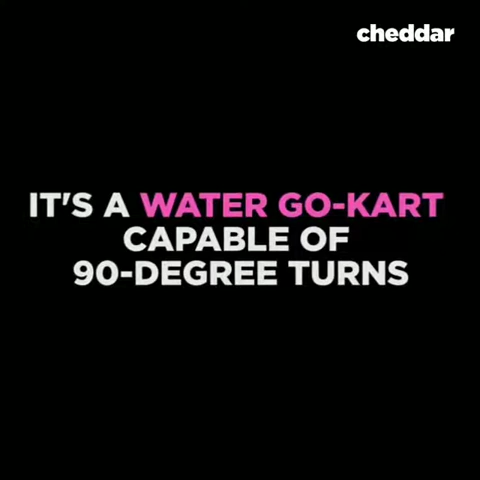 cheddar
IT'S A WATER GO-KART
CAPABLE OF
90-DEGREE TURNS